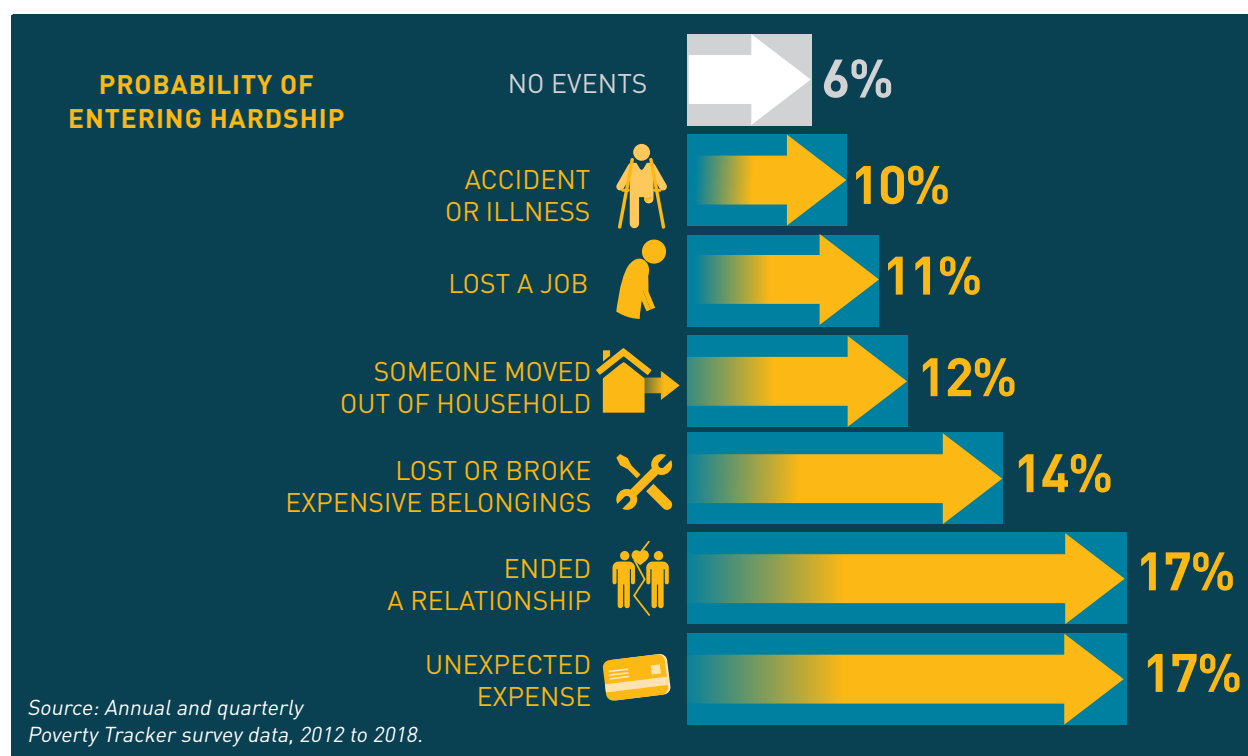 PROBABILITY OF
ENTERING HARDSHIP
NO EVENTS
6%
ACCIDENT
OR ILLNESS
10%
LOST A JOB
11%
SOMEONE MOVED
OUT OF HOUSEHOLD
12%
LOST OR BROKE
EXPENSIVE BELONGINGS
14%
ENDED
A RELATIONSHIP
17%
UNEXPECTED
EXPENSE
17%
Source: Annual and quarterly
Poverty Tracker survey data, 2012 to 2018.